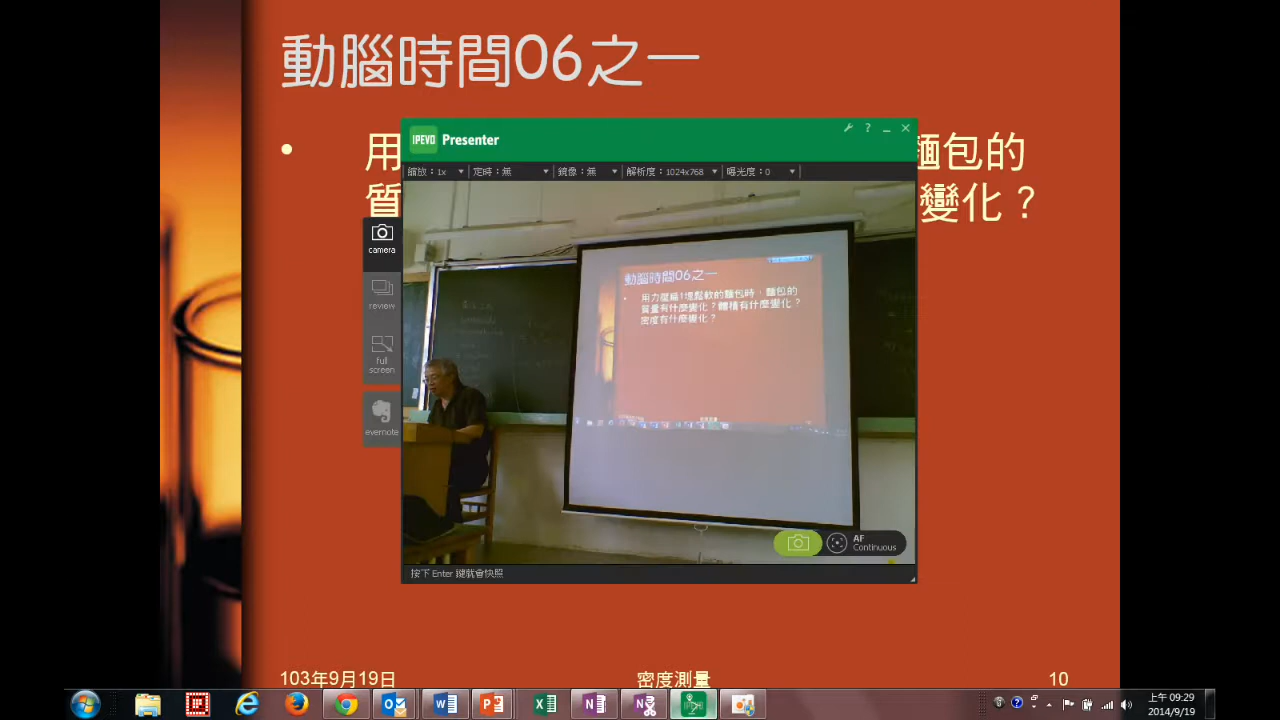 動腦時間06之一
• 用 麵包的
質 變化？
IPEVO Presenter
縮放：1x 定時：無 鏡像：無 解析度：1024x768 曝光度：0
camera
review
full
screen
evernote
動腦時間06之一
• 用力壓縮1塊鬆軟的麵包時，麵包的
質量有什麼變化？體積有什麼變化？
密度有什麼變化？
AF
Continuous
按下 Enter 鍵就會快照
103年9月19日 密度測量 10
上午 09:29
2014/9/19